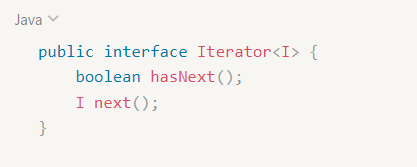 Java
public interface Iterator<I> {
    boolean hasNext();
    I next();
}